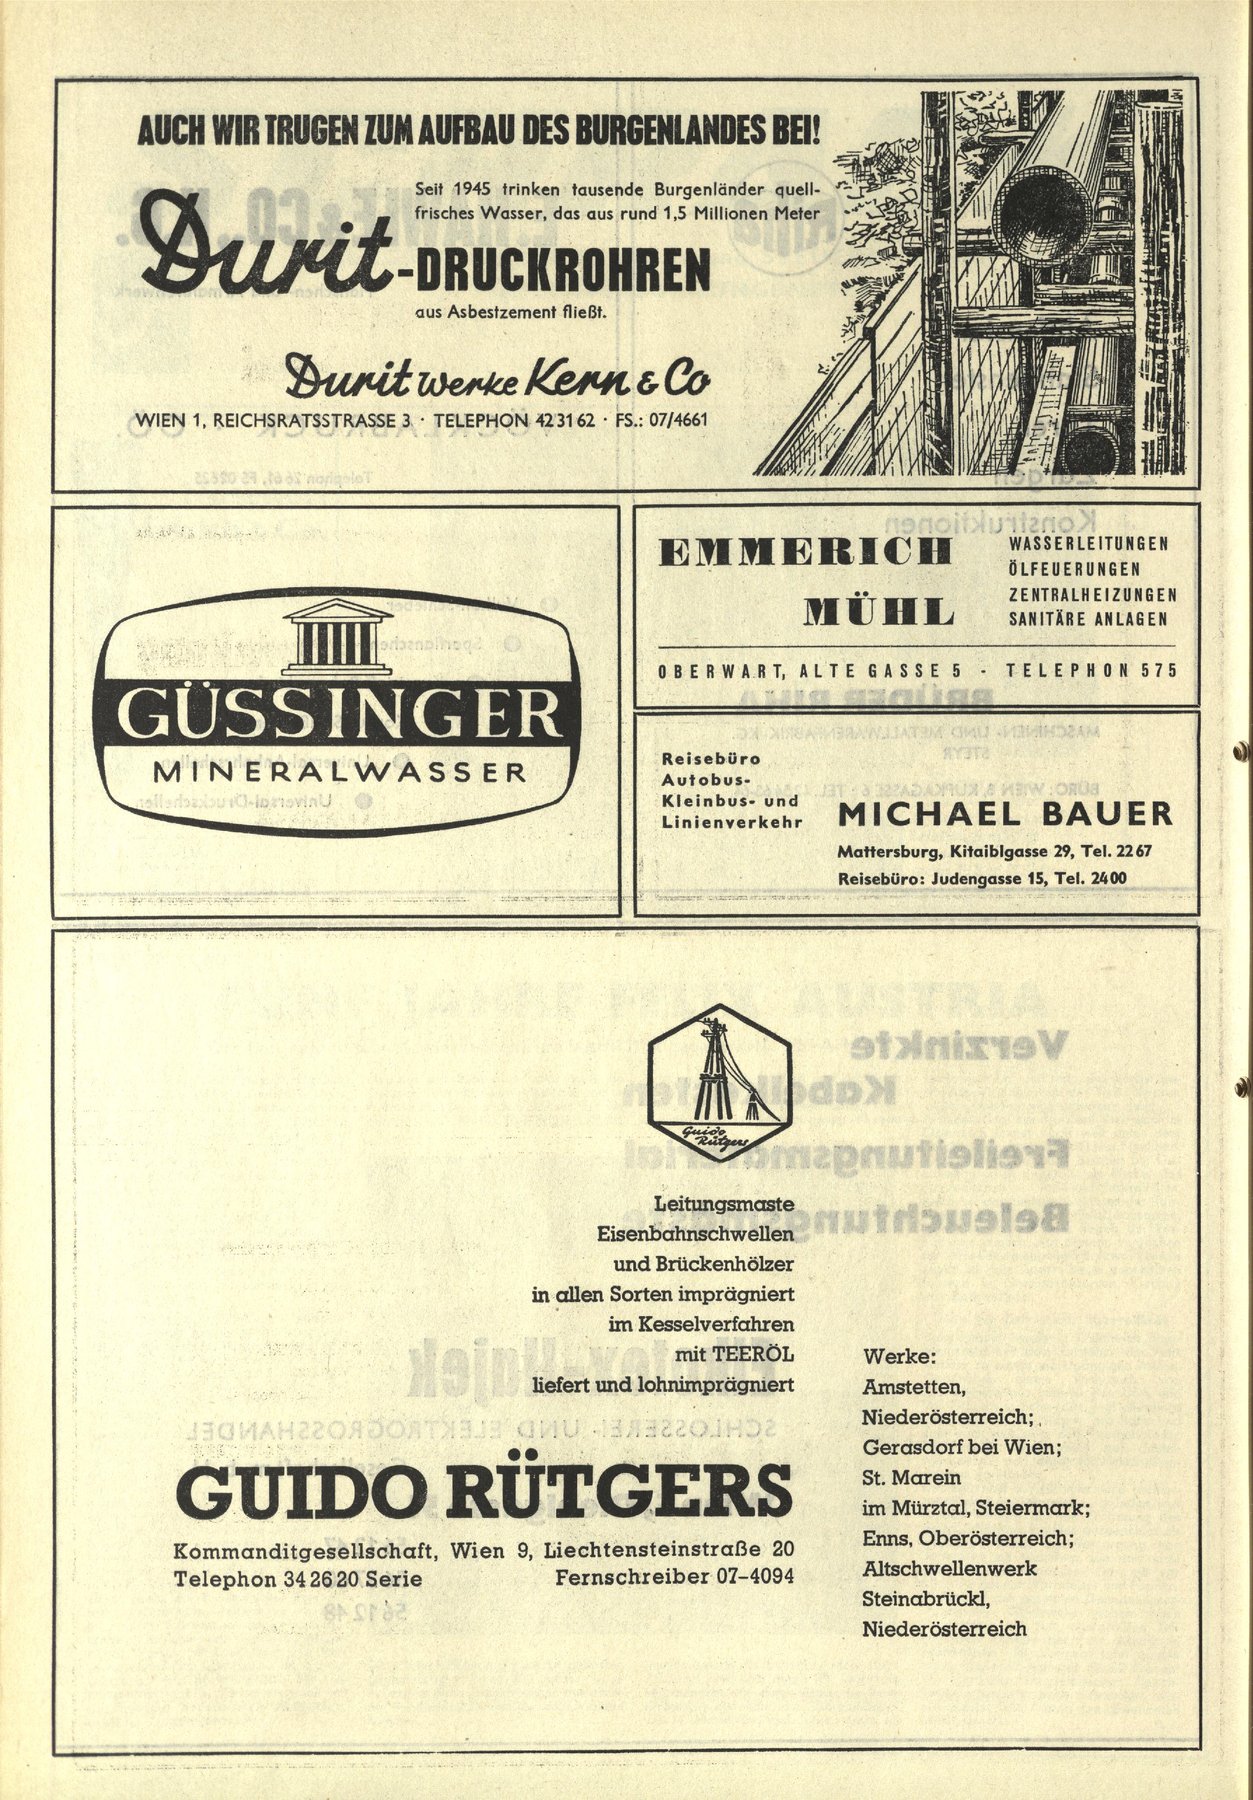 AUCH WIR TRUGEN ZUM AUFBAU DES BURGENLANDES BEI!
Seit 1945 trinken tausende Burgenländer quell-
frisches Wasser, das aus rund 1,5 Millionen Meter
Durit-DRUCKROHREN
aus Asbestzement fließt.
Durit werke Kern & Co
WIEN 1, REICHSRATSSTRASSE 3 · TELEPHON 42 31 62 · FS.: 07/4661
GÜSSINGER
MINERALWASSER
EMMERICH
MÜHL
WASSERLEITUNGEN
ÖLFEUERUNGEN
ZENTRALHEIZUNGEN
SANITÄRE ANLAGEN
OBERWART, ALTE GASSE 5 - TELEPHON 575
Reisebüro
Autobus-
Kleinbus- und
Linienverkehr
MICHAEL BAUER
Mattersburg, Kitaiblgasse 29, Tel. 22 67
Reisebüro: Judengasse 15, Tel. 24 00
Guido
Rütgers
Leitungsmaste
Eisenbahnschwellen
und Brückenhölzer
in allen Sorten imprägniert
im Kesselverfahren
mit TEERÖL
liefert und lohnimprägniert
GUIDO RÜTGERS
Kommanditgesellschaft, Wien 9, Liechtensteinstraße 20
Telephon 34 26 20 Serie Fernschreiber 07-4094
Werke:
Amstetten,
Niederösterreich;
Gerasdorf bei Wien;
St. Marein
im Mürztal, Steiermark;
Enns, Oberösterreich;
Altschwellenwerk
Steinabrückl,
Niederösterreich